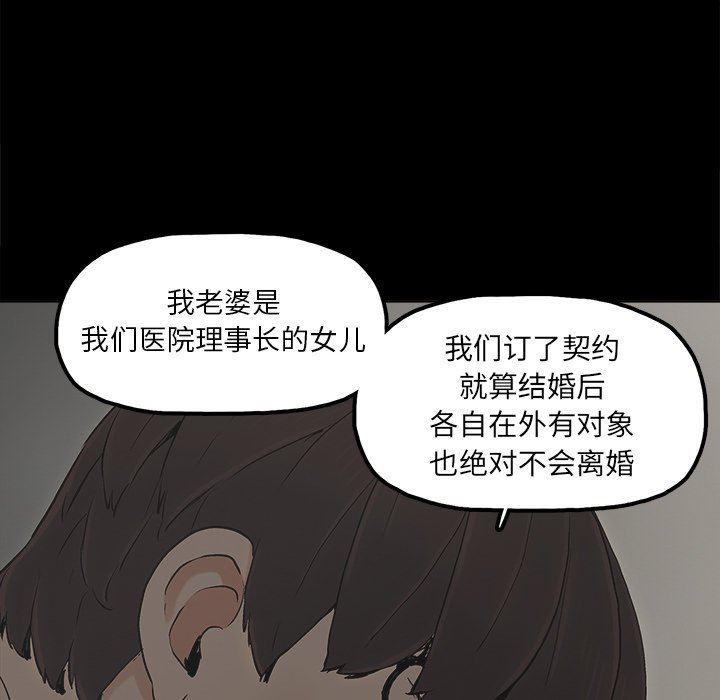 我老婆是
我们医院理事长的女儿
我们订了契约
就算结婚后
各自在外有对象
也绝对不会离婚